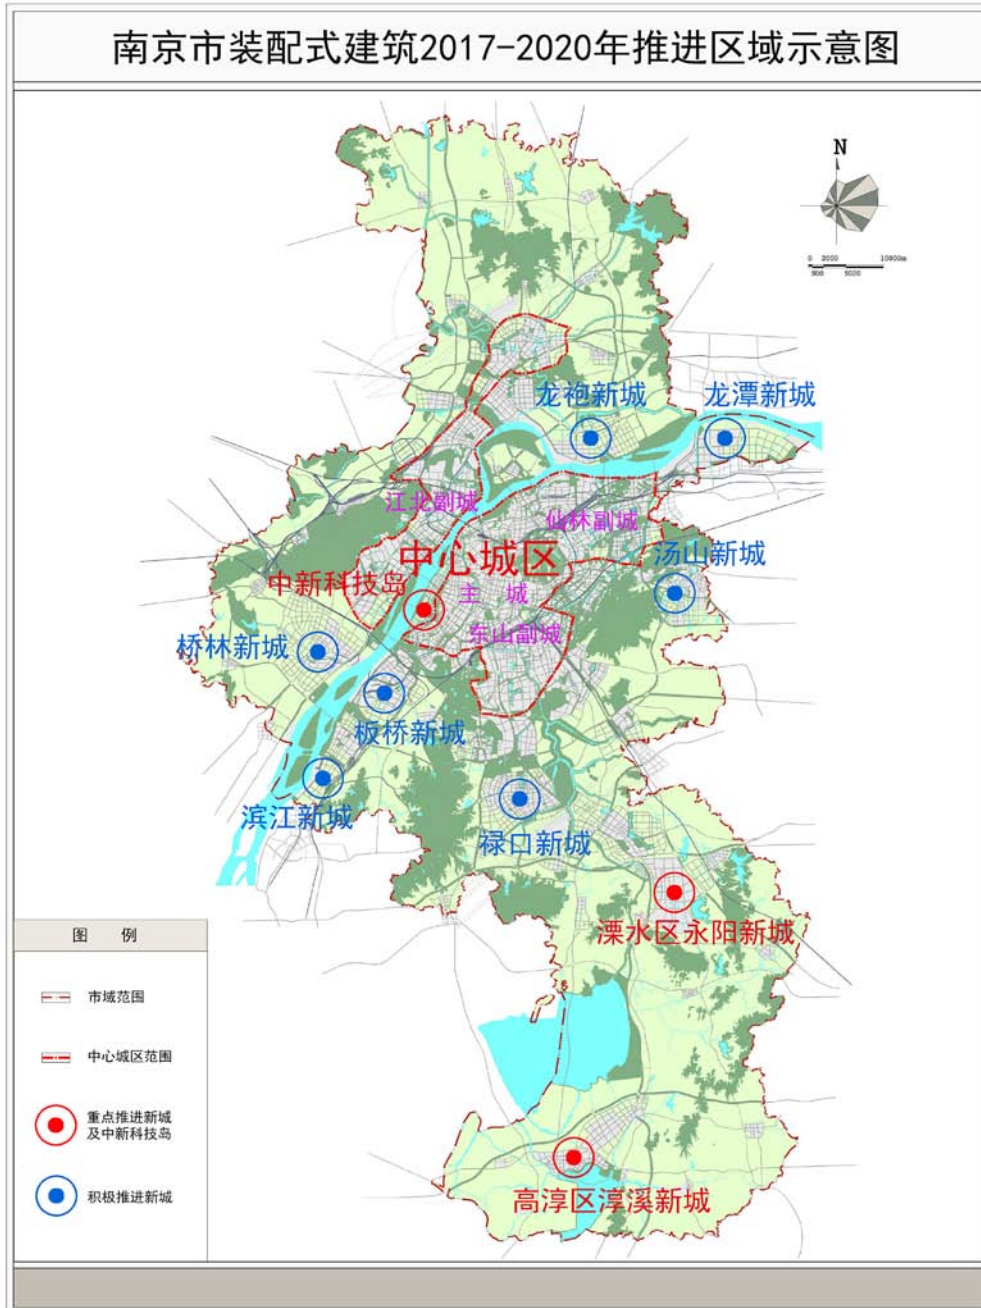 南京市装配式建筑2017-2020年推进区域示意图
N
0 2000 10000m
500 5000
龙袍新城
龙潭新城
江北副城
仙林副城
中心城区
汤山新城
中新科技岛
主 城
东山副城
桥林新城
板桥新城
滨江新城
禄口新城
溧水区永阳新城
高淳区淳溪新城
图 例
市域范围
中心城区范围
重点推进新城
及中新科技岛
积极推进新城